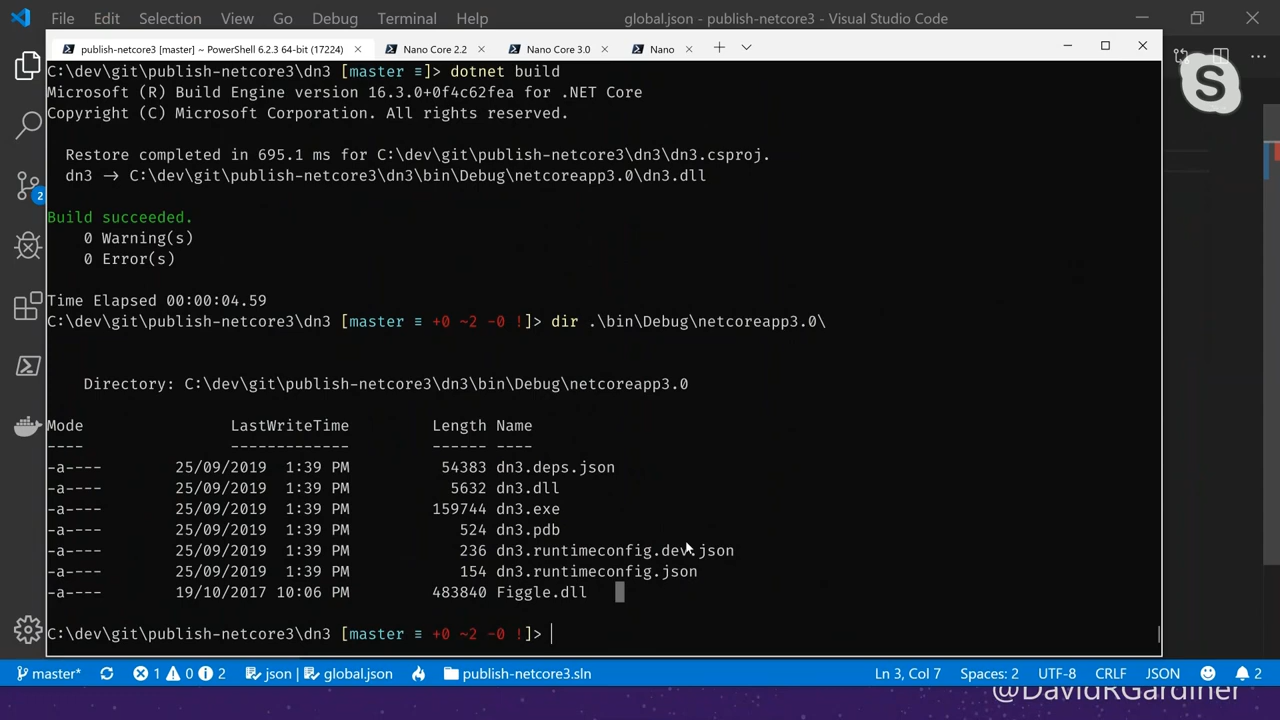 File Edit Selection View Go Debug Terminal Help global.json - publish-netcore3 - Visual Studio Code
publish-netcore3 [master] ~ PowerShell 6.2.3 64-bit (17224) Nano Core 2.2 Nano Core 3.0 Nano
C:\dev\git\publish-netcore3\dn3 [master ≡]> dotnet build
Microsoft (R) Build Engine version 16.3.0+0f4c62fea for .NET Core
Copyright (C) Microsoft Corporation. All rights reserved.
Restore completed in 695.1 ms for C:\dev\git\publish-netcore3\dn3\dn3.csproj.
dn3 → C:\dev\git\publish-netcore3\dn3\bin\Debug\netcoreapp3.0\dn3.dll
Build succeeded.
0 Warning(s)
0 Error(s)
Time Elapsed 00:00:04.59
C:\dev\git\publish-netcore3\dn3 [master ≡ +0 ~2 -0 !]> dir .\bin\Debug\netcoreapp3.0\
Directory: C:\dev\git\publish-netcore3\dn3\bin\Debug\netcoreapp3.0
Mode LastWriteTime Length Name
---- ------------- ------ ----
-a---- 25/09/2019 1:39 PM 54383 dn3.deps.json
-a---- 25/09/2019 1:39 PM 5632 dn3.dll
-a---- 25/09/2019 1:39 PM 159744 dn3.exe
-a---- 25/09/2019 1:39 PM 524 dn3.pdb
-a---- 25/09/2019 1:39 PM 236 dn3.runtimeconfig.dev.json
-a---- 25/09/2019 1:39 PM 154 dn3.runtimeconfig.json
-a---- 19/10/2017 10:06 PM 483840 Figgle.dll
C:\dev\git\publish-netcore3\dn3 [master ≡ +0 ~2 -0 !]>
2
S
master* 1 0 2 json | global.json publish-netcore3.sln Ln 3, Col 7 Spaces: 2 UTF-8 CRLF JSON 2
@DavidRGardiner